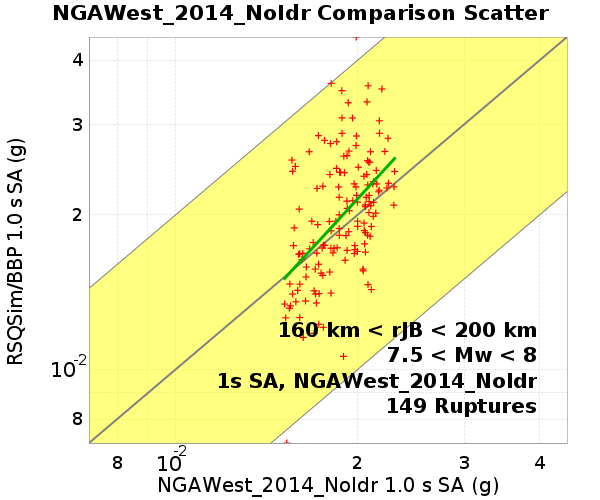 NGAWest_2014_NoIdr Comparison Scatter
RSQSim/BBP 1.0 s SA (g)
4
3
2
10-2
8
160 km < rJB < 200 km
7.5 < Mw < 8
1s SA, NGAWest_2014_NoIdr
149 Ruptures
8 10-2 2 3 4
NGAWest_2014_NoIdr 1.0 s SA (g)